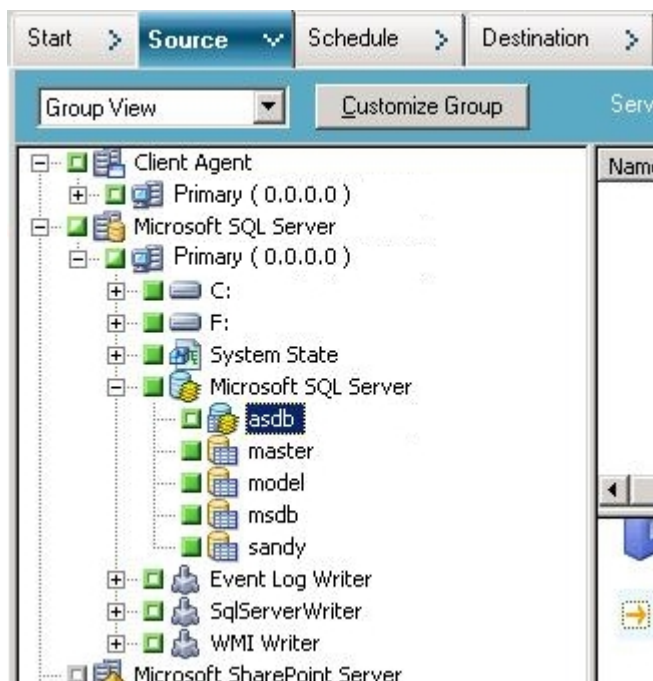 Start Source Schedule Destination
Group View Customize Group
Client Agent
Primary ( 0.0.0.0 )
Microsoft SQL Server
Primary ( 0.0.0.0 )
C:
F:
System State
Microsoft SQL Server
asdb
master
model
msdb
sandy
Event Log Writer
SqlServerWriter
WMI Writer
Microsoft SharePoint Server